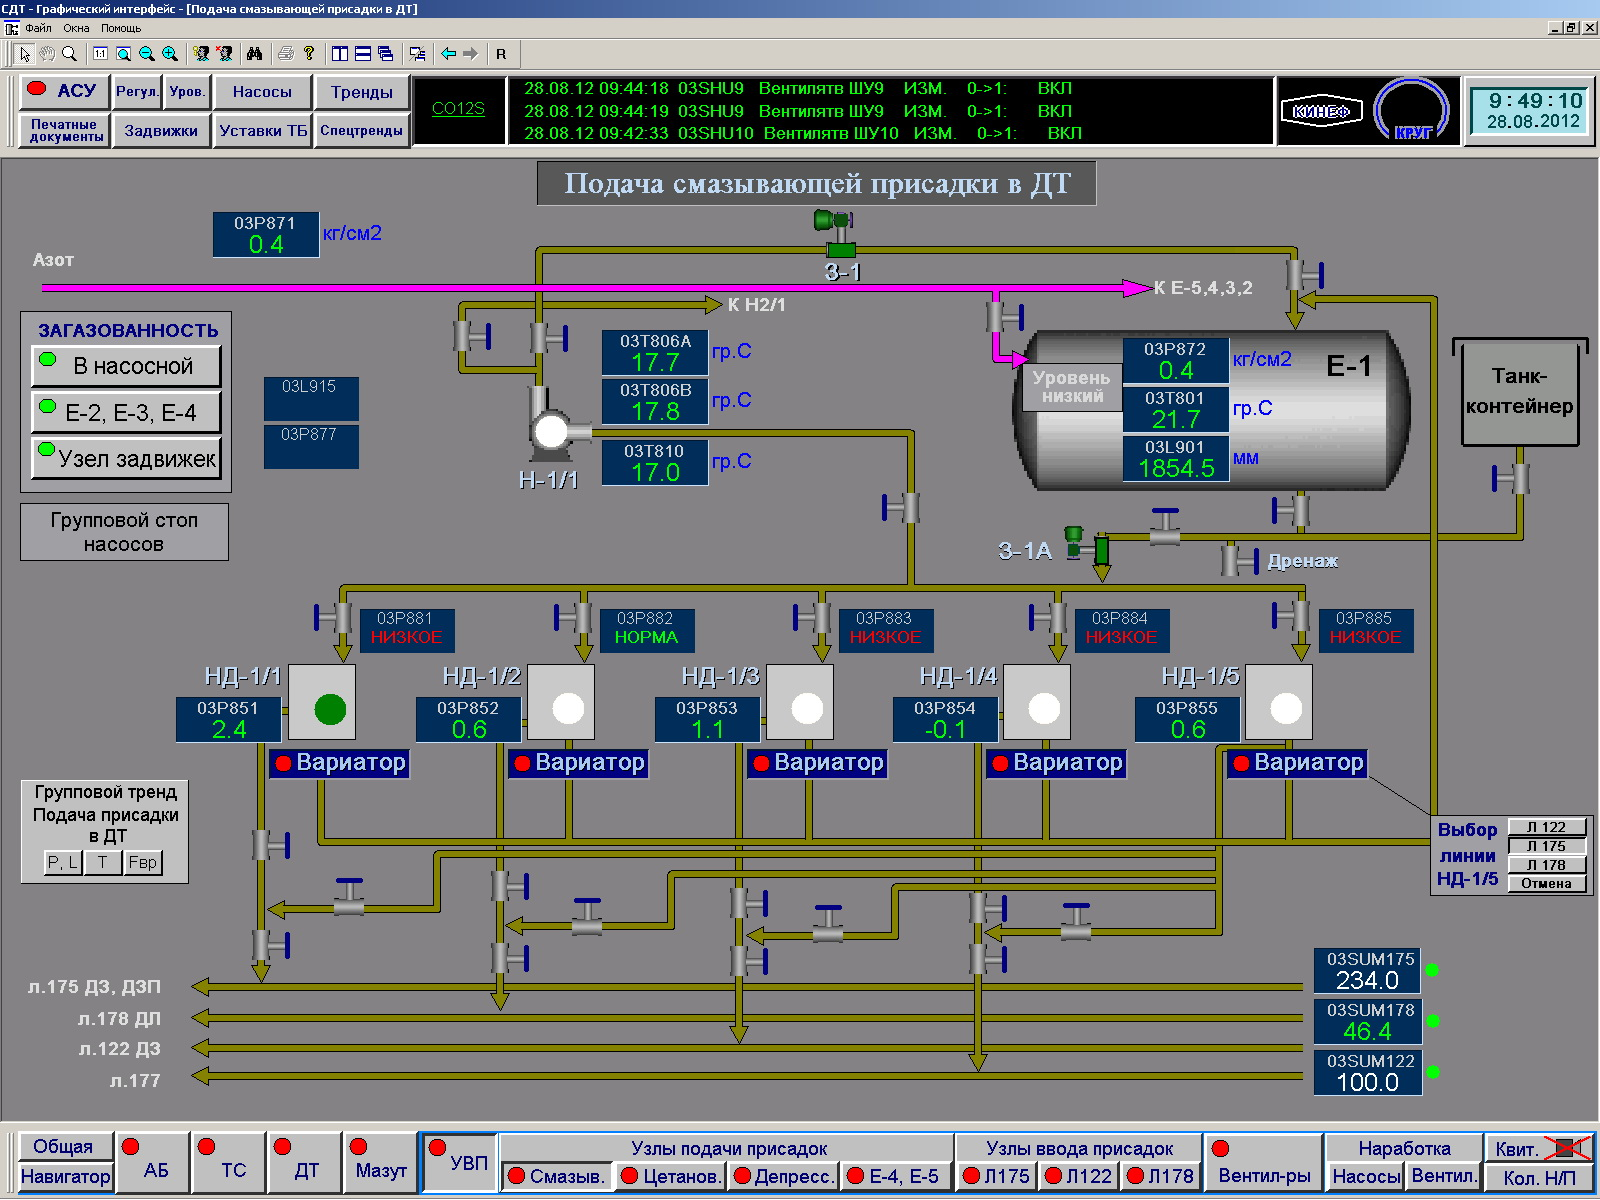 СДТ - Графический интерфейс - [Подача смазывающей присадки в ДТ]
Файл Окна Помощь
1:1 ? R
АСУ Регул. Уров. Насосы Тренды
Печатные документы Задвижки Уставки ТБ Спецтренды
CO12S
28.08.12 09:44:18 03SHU9 Вентилятв ШУ9 ИЗМ. 0->1: ВКЛ
28.08.12 09:44:19 03SHU9 Вентилятв ШУ9 ИЗМ. 0->1: ВКЛ
28.08.12 09:42:33 03SHU10 Вентилятв ШУ10 ИЗМ. 0->1: ВКЛ
КИНЕФ КРУГ
9:49:10
28.08.2012
Подача смазывающей присадки в ДТ
03P871
0.4 кг/см2
Азот
З-1
К Е-5,4,3,2
К Н2/1
ЗАГАЗОВАННОСТЬ
В насосной
Е-2, Е-3, Е-4
Узел задвижек
Групповой стоп
насосов
03L915
03P877
03T806A
17.7 гр.С
03T806B
17.8 гр.С
03T810
17.0 гр.С
Н-1/1
Уровень
низкий
03P872
0.4 кг/см2
03T801
21.7 гр.С
03L901
1854.5 мм
Е-1
Танк-
контейнер
З-1А
Дренаж
03P881
НИЗКОЕ
03P882
НОРМА
03P883
НИЗКОЕ
03P884
НИЗКОЕ
03P885
НИЗКОЕ
НД-1/1 НД-1/2 НД-1/3 НД-1/4 НД-1/5
03P851
2.4
03P852
0.6
03P853
1.1
03P854
-0.1
03P855
0.6
Вариатор Вариатор Вариатор Вариатор Вариатор
Групповой тренд
Подача присадки
в ДТ
P, L T Fвр
Выбор
линии
НД-1/5
Л 122
Л 175
Л 178
Отмена
л.175 ДЗ, ДЗП
л.178 ДЛ
л.122 ДЗ
л.177
03SUM175
234.0
03SUM178
46.4
03SUM122
100.0
Общая
Навигатор
АБ ТС ДТ Мазут УВП
Узлы подачи присадок
Смазыв. Цетанов. Депресс. Е-4, Е-5
Узлы ввода присадок
Л175 Л122 Л178
Вентил-ры
Наработка
Насосы Вентил.
Квит.
Кол. Н/П